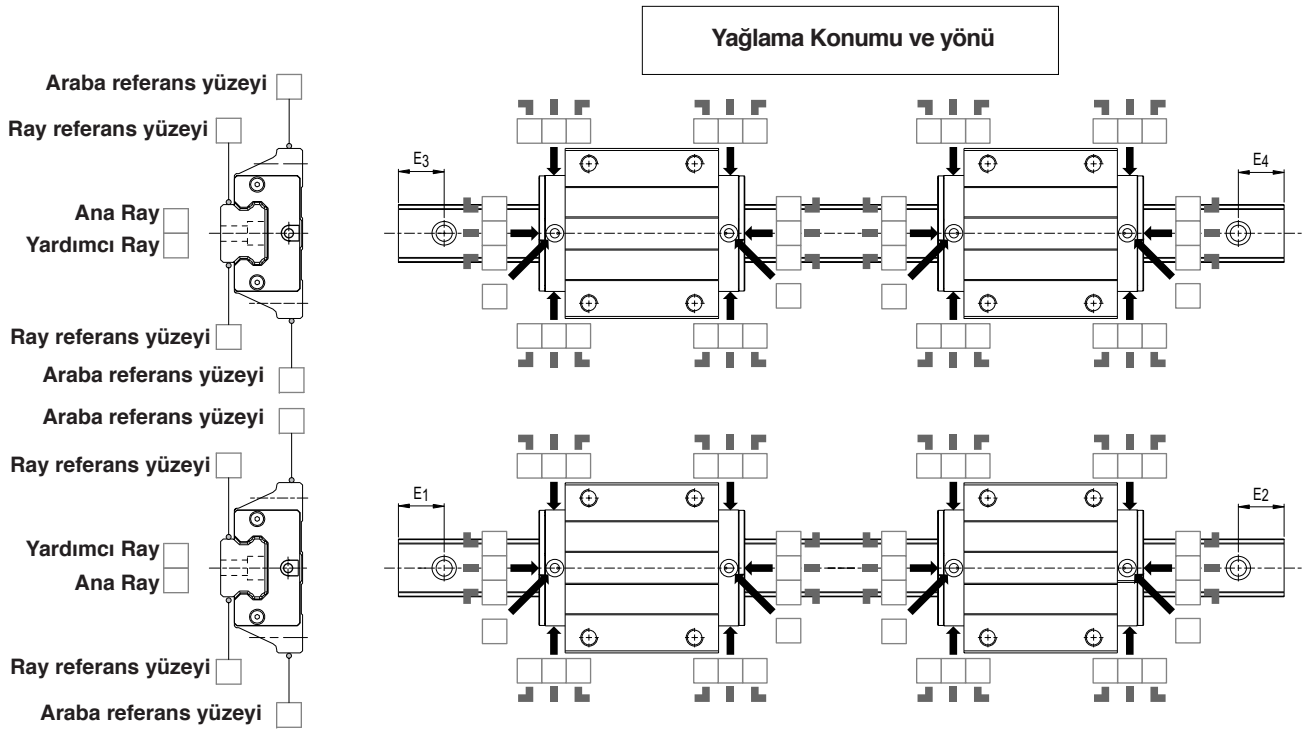 Yağlama Konumu ve yönü
Araba referans yüzeyi
Ray referans yüzeyi
E3
E4
Ana Ray
Yardımcı Ray
Ray referans yüzeyi
Araba referans yüzeyi
Araba referans yüzeyi
Ray referans yüzeyi
E1
E2
Yardımcı Ray
Ana Ray
Ray referans yüzeyi
Araba referans yüzeyi